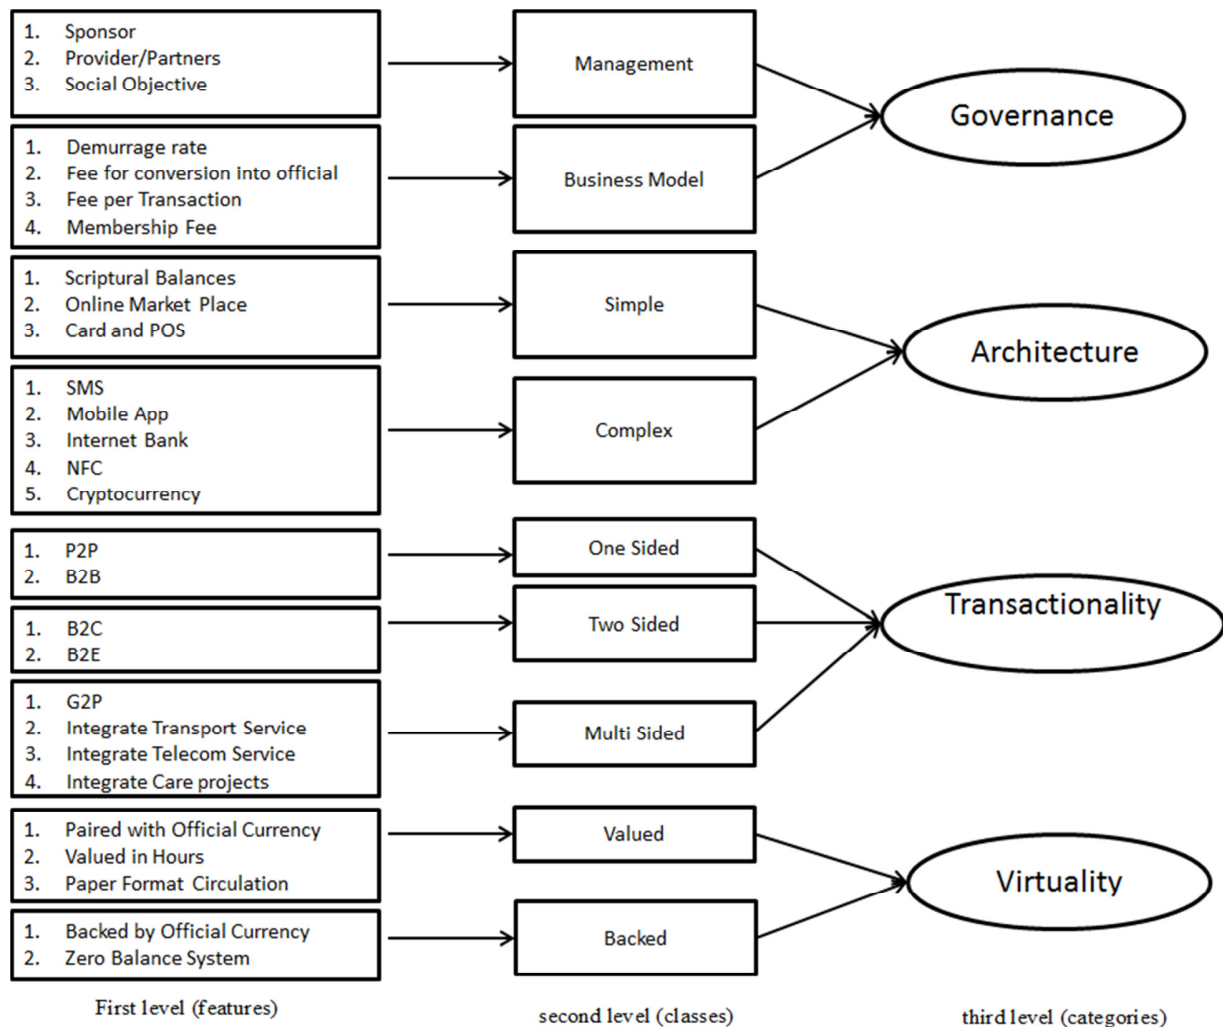 1. Sponsor
2. Provider/Partners
3. Social Objective
Management
Governance
1. Demurrage rate
2. Fee for conversion into official
3. Fee per Transaction
4. Membership Fee
Business Model
1. Scriptural Balances
2. Online Market Place
3. Card and POS
Simple
Architecture
1. SMS
2. Mobile App
3. Internet Bank
4. NFC
5. Cryptocurrency
Complex
1. P2P
2. B2B
One Sided
Transactionality
1. B2C
2. B2E
Two Sided
1. G2P
2. Integrate Transport Service
3. Integrate Telecom Service
4. Integrate Care projects
Multi Sided
1. Paired with Official Currency
2. Valued in Hours
3. Paper Format Circulation
Valued
Virtuality
1. Backed by Official Currency
2. Zero Balance System
Backed
First level (features)
second level (classes)
third level (categories)